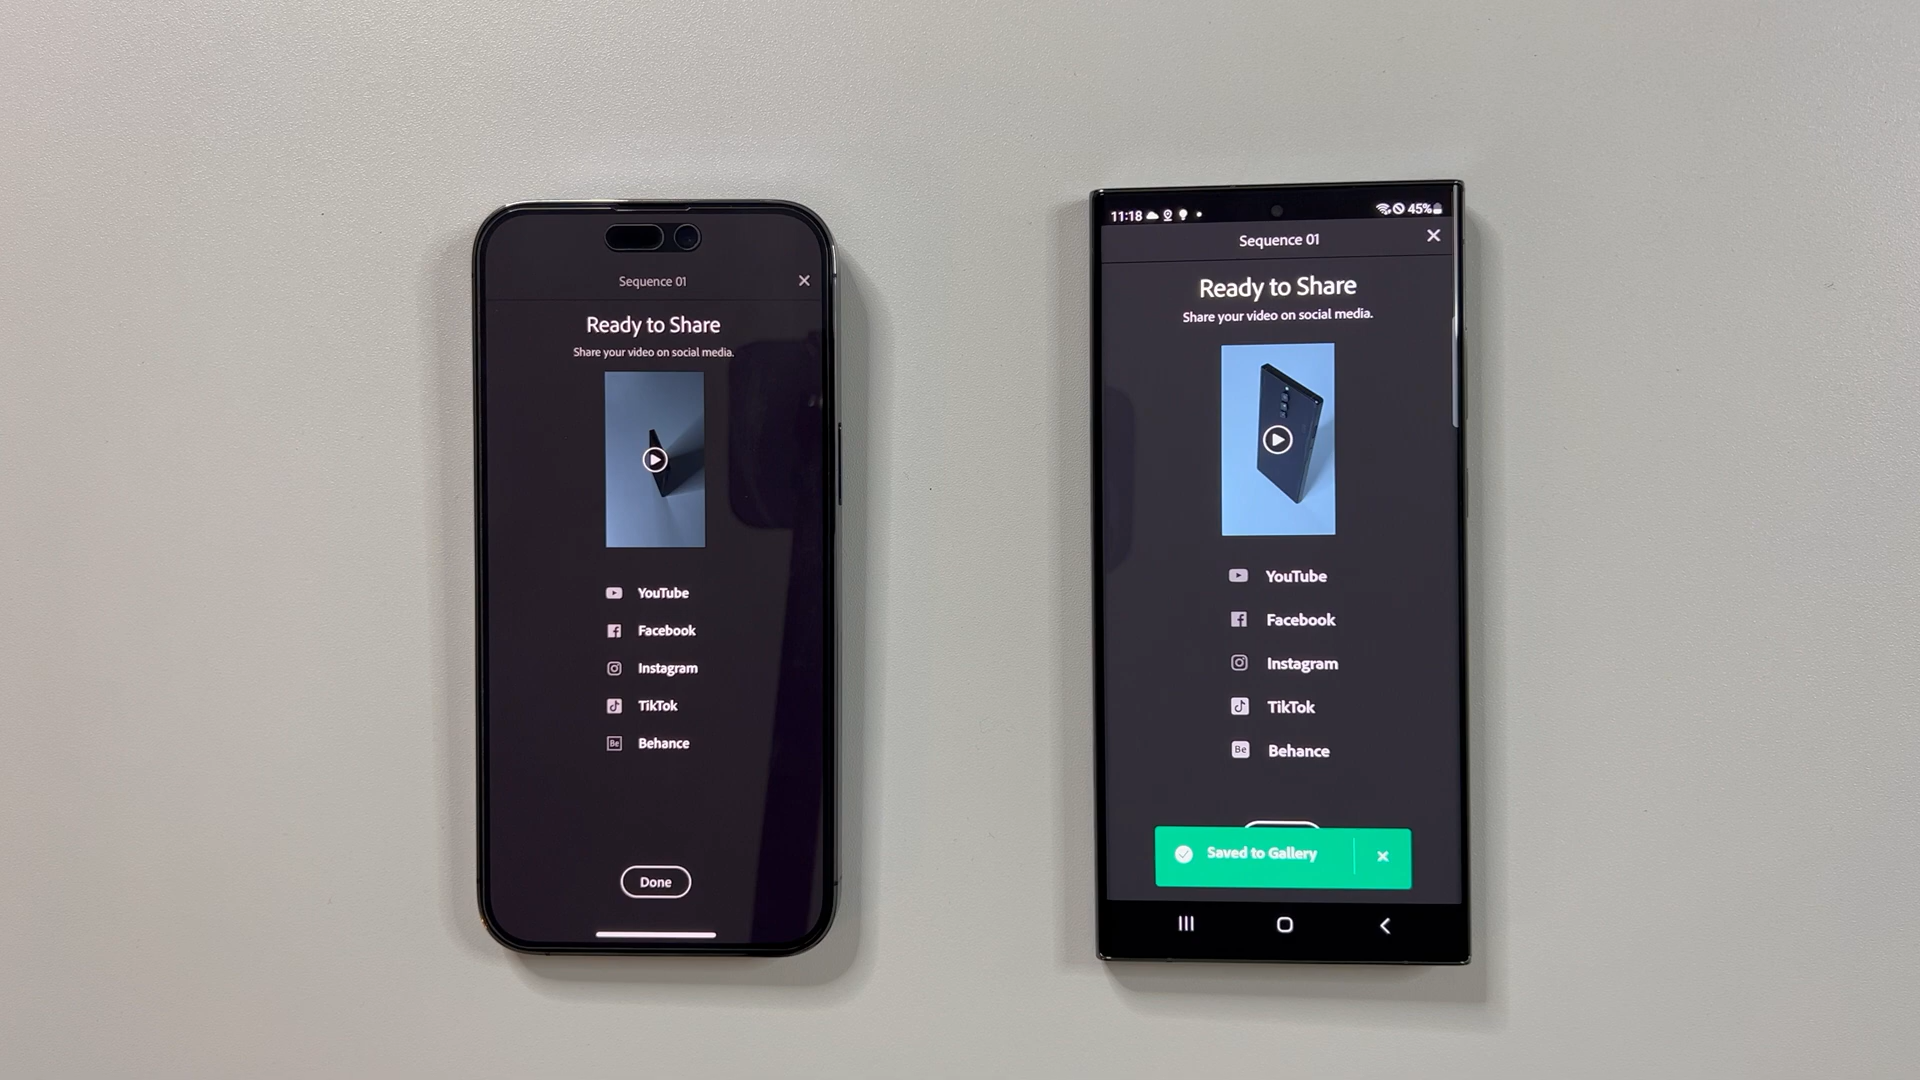 Sequence 01
Ready to Share
Share your video on social media.
YouTube
Facebook
Instagram
TikTok
Be Behance
Done
11:18 45%
Sequence 01
Ready to Share
Share your video on social media.
YouTube
Facebook
Instagram
TikTok
Be Behance
Saved to Gallery